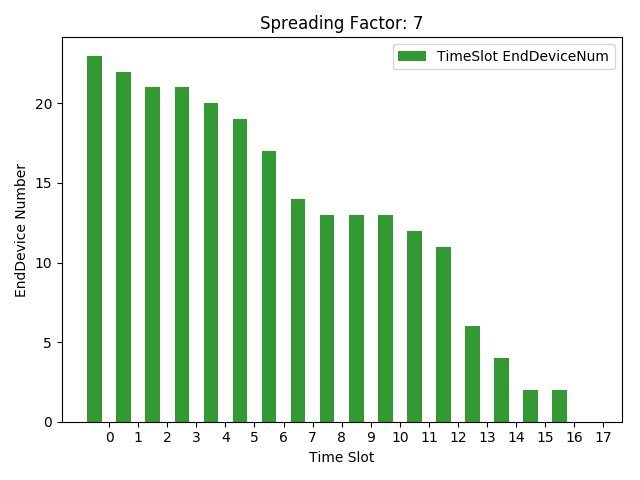 Spreading Factor: 7
TimeSlot EndDeviceNum
EndDevice Number
20
15
10
5
0
0 1 2 3 4 5 6 7 8 9 10 11 12 13 14 15 16 17
Time Slot